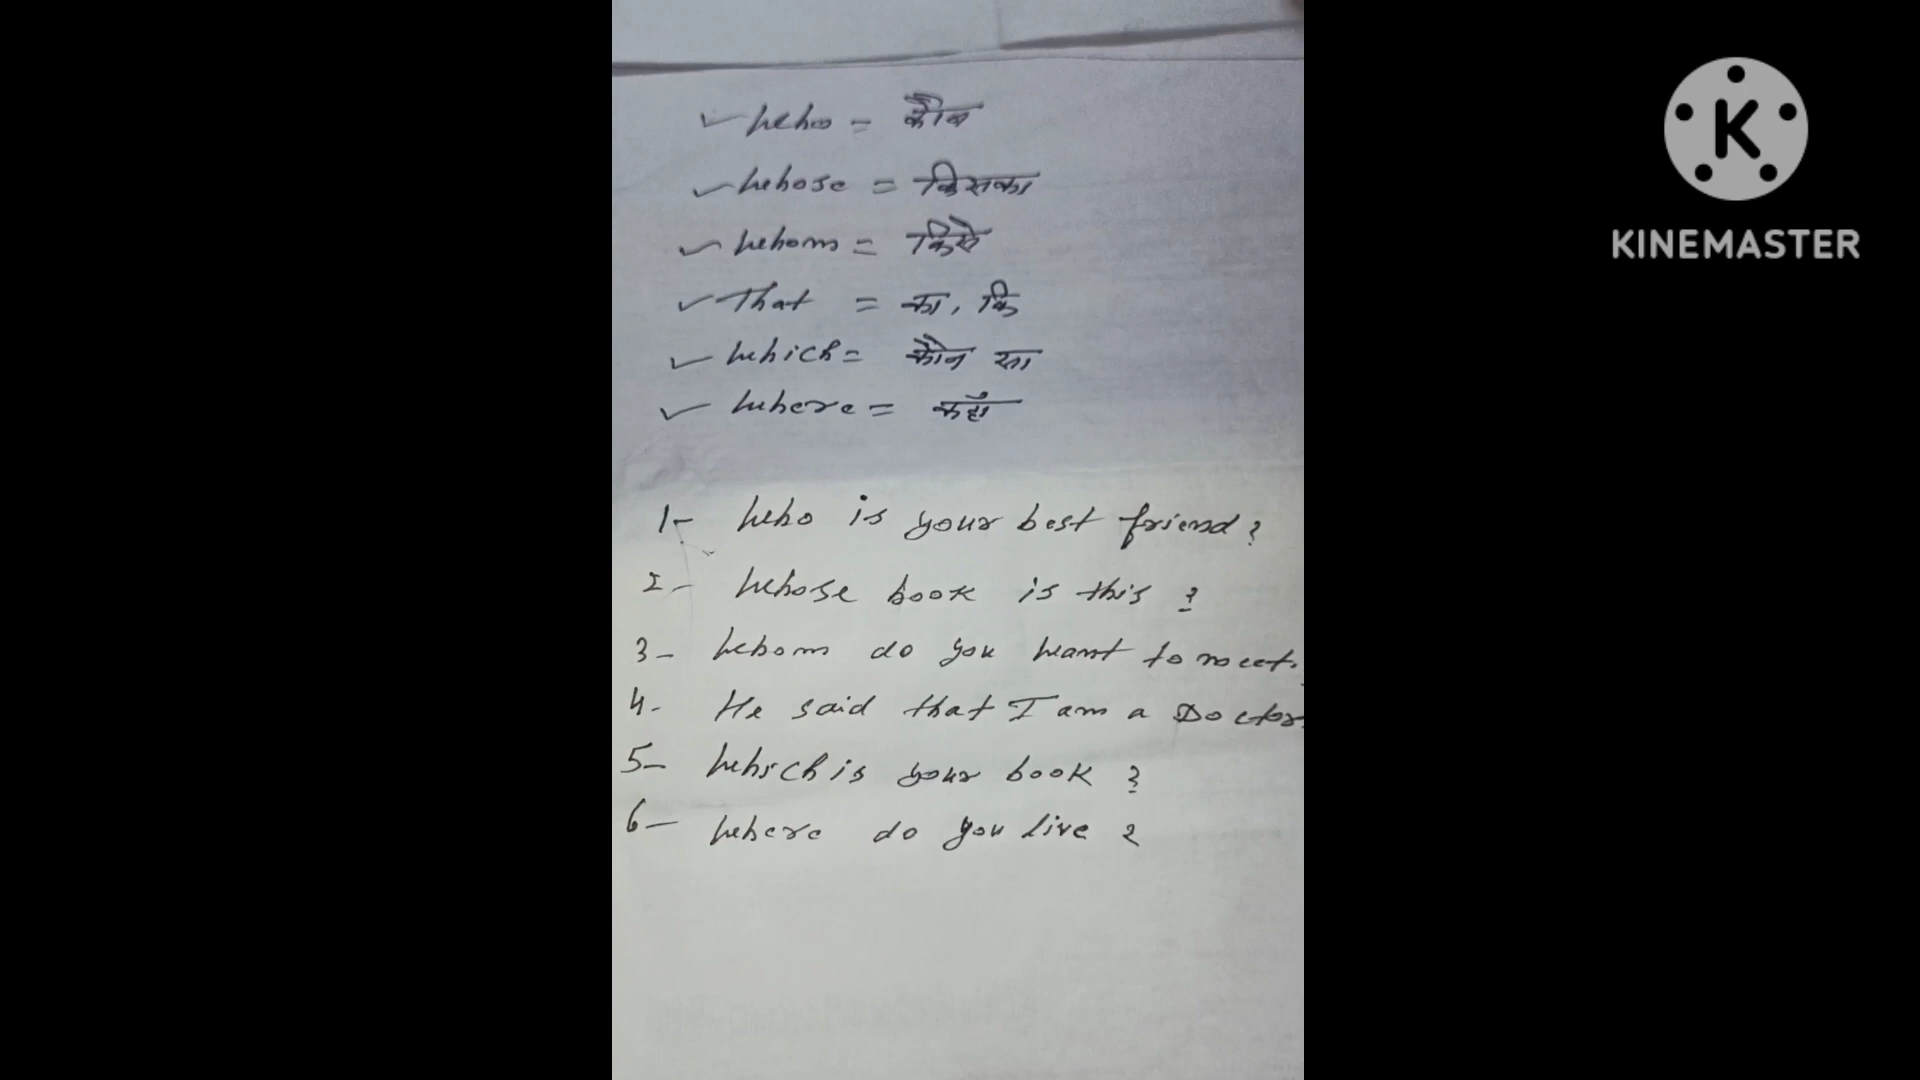 Who = कौन
Whose = किसका
Whom = किसे
That = का, कि
Which = कौन सा
Where = कहाँ
1- Who is your best friend?
2- Whose book is this ?
3- Whom do you want to meet.
4- He said that I am a Doctor.
5- Which is your book ?
6- Where do you live ?
K
KINEMASTER